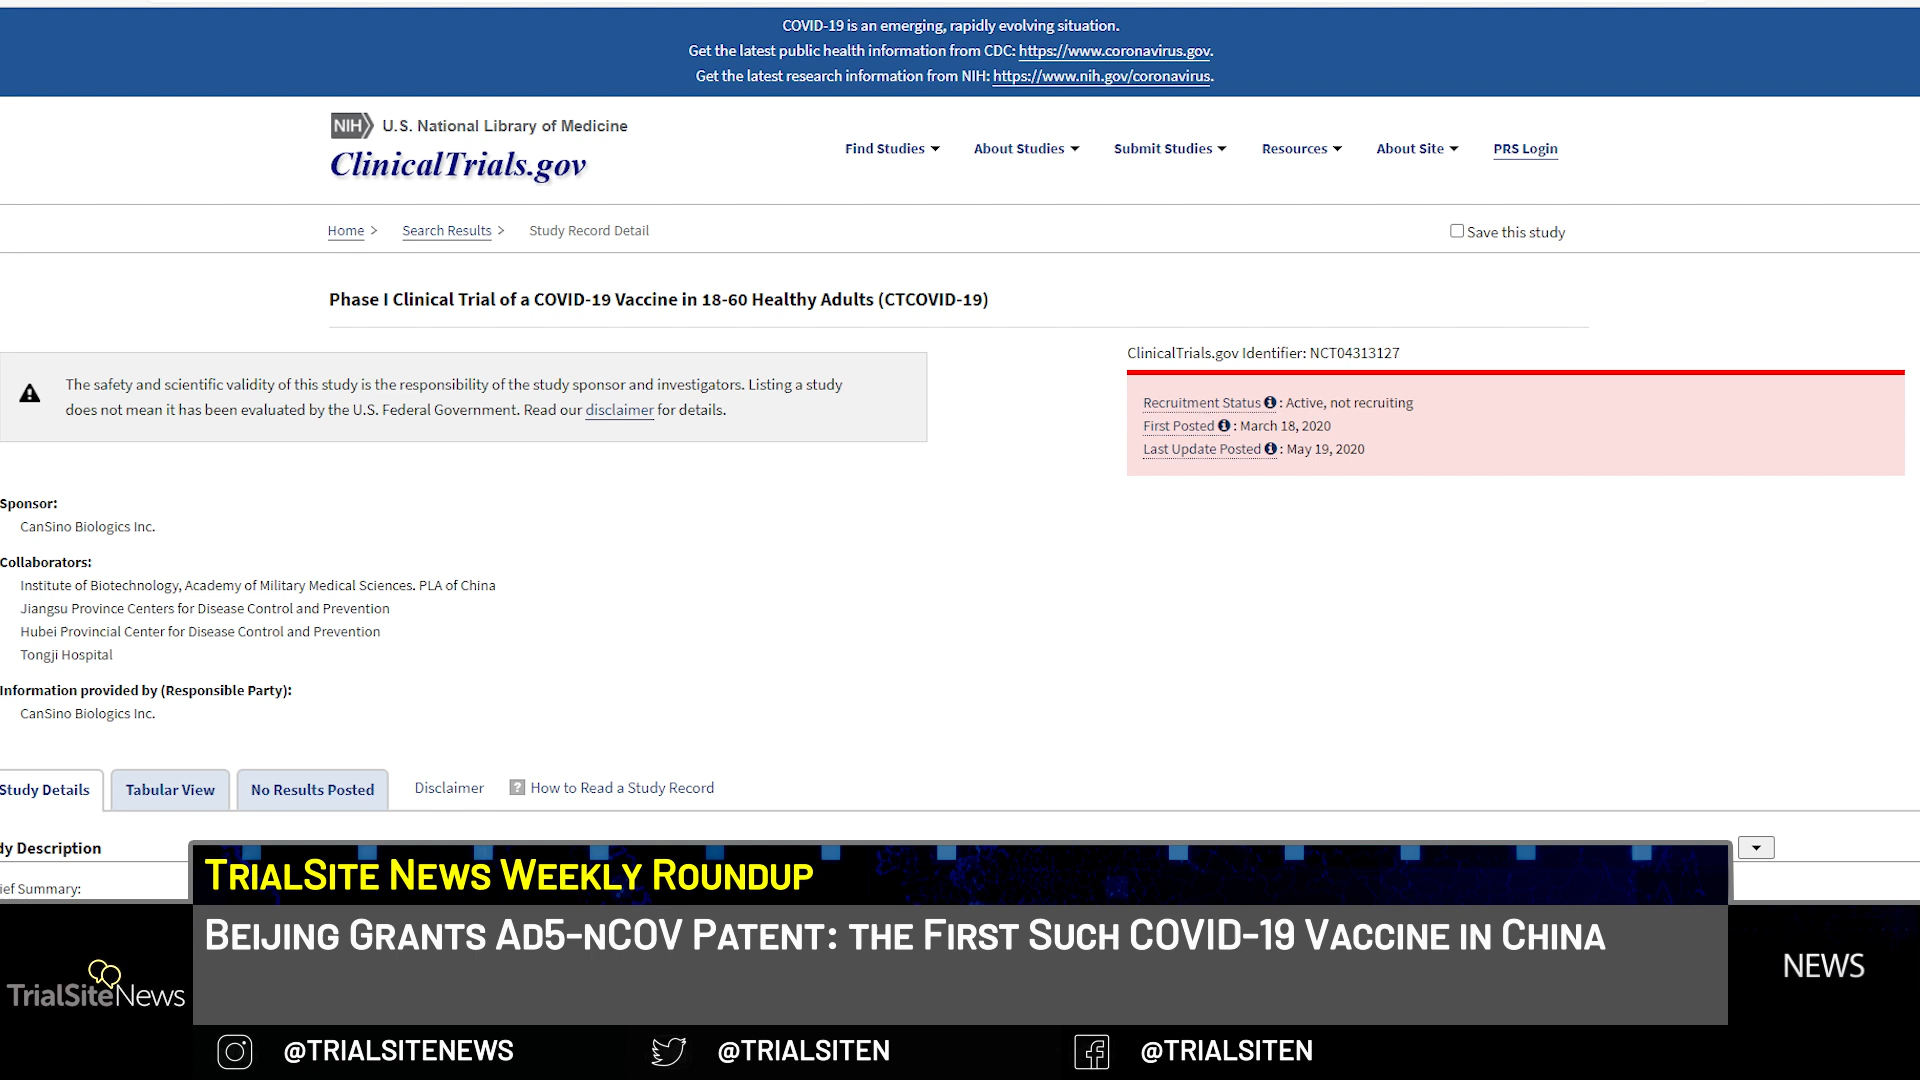 COVID-19 is an emerging, rapidly evolving situation.
Get the latest public health information from CDC: https://www.coronavirus.gov.
Get the latest research information from NIH: https://www.nih.gov/coronavirus.
NIH U.S. National Library of Medicine
ClinicalTrials.gov
Find Studies About Studies Submit Studies Resources About Site PRS Login
Home > Search Results > Study Record Detail
Save this study
Phase I Clinical Trial of a COVID-19 Vaccine in 18-60 Healthy Adults (CTCOVID-19)
The safety and scientific validity of this study is the responsibility of the study sponsor and investigators. Listing a study
does not mean it has been evaluated by the U.S. Federal Government. Read our disclaimer for details.
ClinicalTrials.gov Identifier: NCT04313127
Recruitment Status : Active, not recruiting
First Posted : March 18, 2020
Last Update Posted : May 19, 2020
Sponsor:
CanSino Biologics Inc.
Collaborators:
Institute of Biotechnology, Academy of Military Medical Sciences. PLA of China
Jiangsu Province Centers for Disease Control and Prevention
Hubei Provincial Center for Disease Control and Prevention
Tongji Hospital
Information provided by (Responsible Party):
CanSino Biologics Inc.
Study Details Tabular View No Results Posted Disclaimer ? How to Read a Study Record
dy Description
ief Summary:
TrialSite News Weekly Roundup
Beijing Grants Ad5-nCOV Patent: the First Such COVID-19 Vaccine in China
TrialSiteNews
NEWS
@TRIALSITENEWS @TRIALSITEN @TRIALSITEN